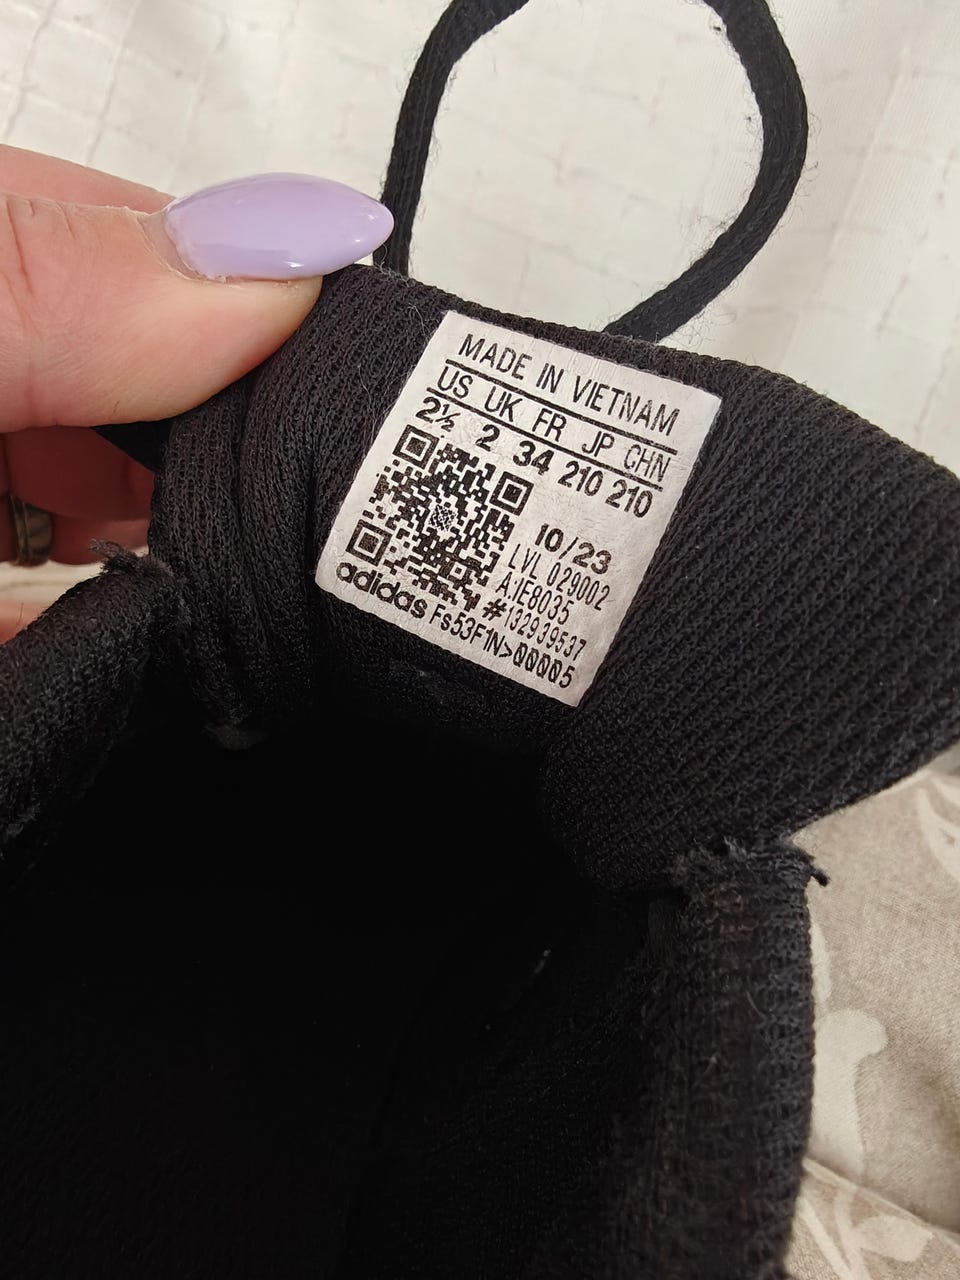 MADE IN VIETNAM
US UK FR JP CHN
2½ 2 34 210 210
10/23
LVL 029002
A.1E8035
#132939537
adidas Fs53F1N>00005